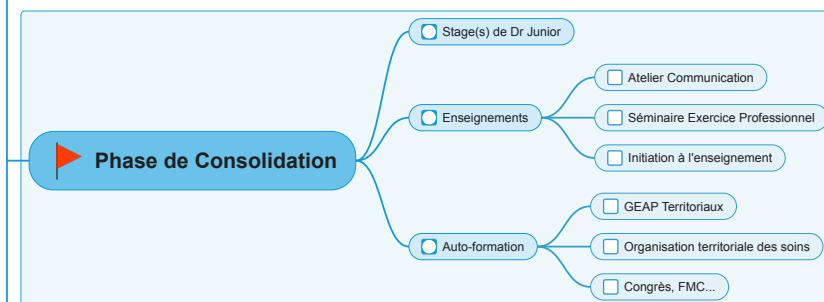 Phase de Consolidation
Stage(s) de Dr Junior
Enseignements
Atelier Communication
Séminaire Exercice Professionnel
Initiation à l'enseignement
Auto-formation
GEAP Territoriaux
Organisation territoriale des soins
Congrès, FMC...